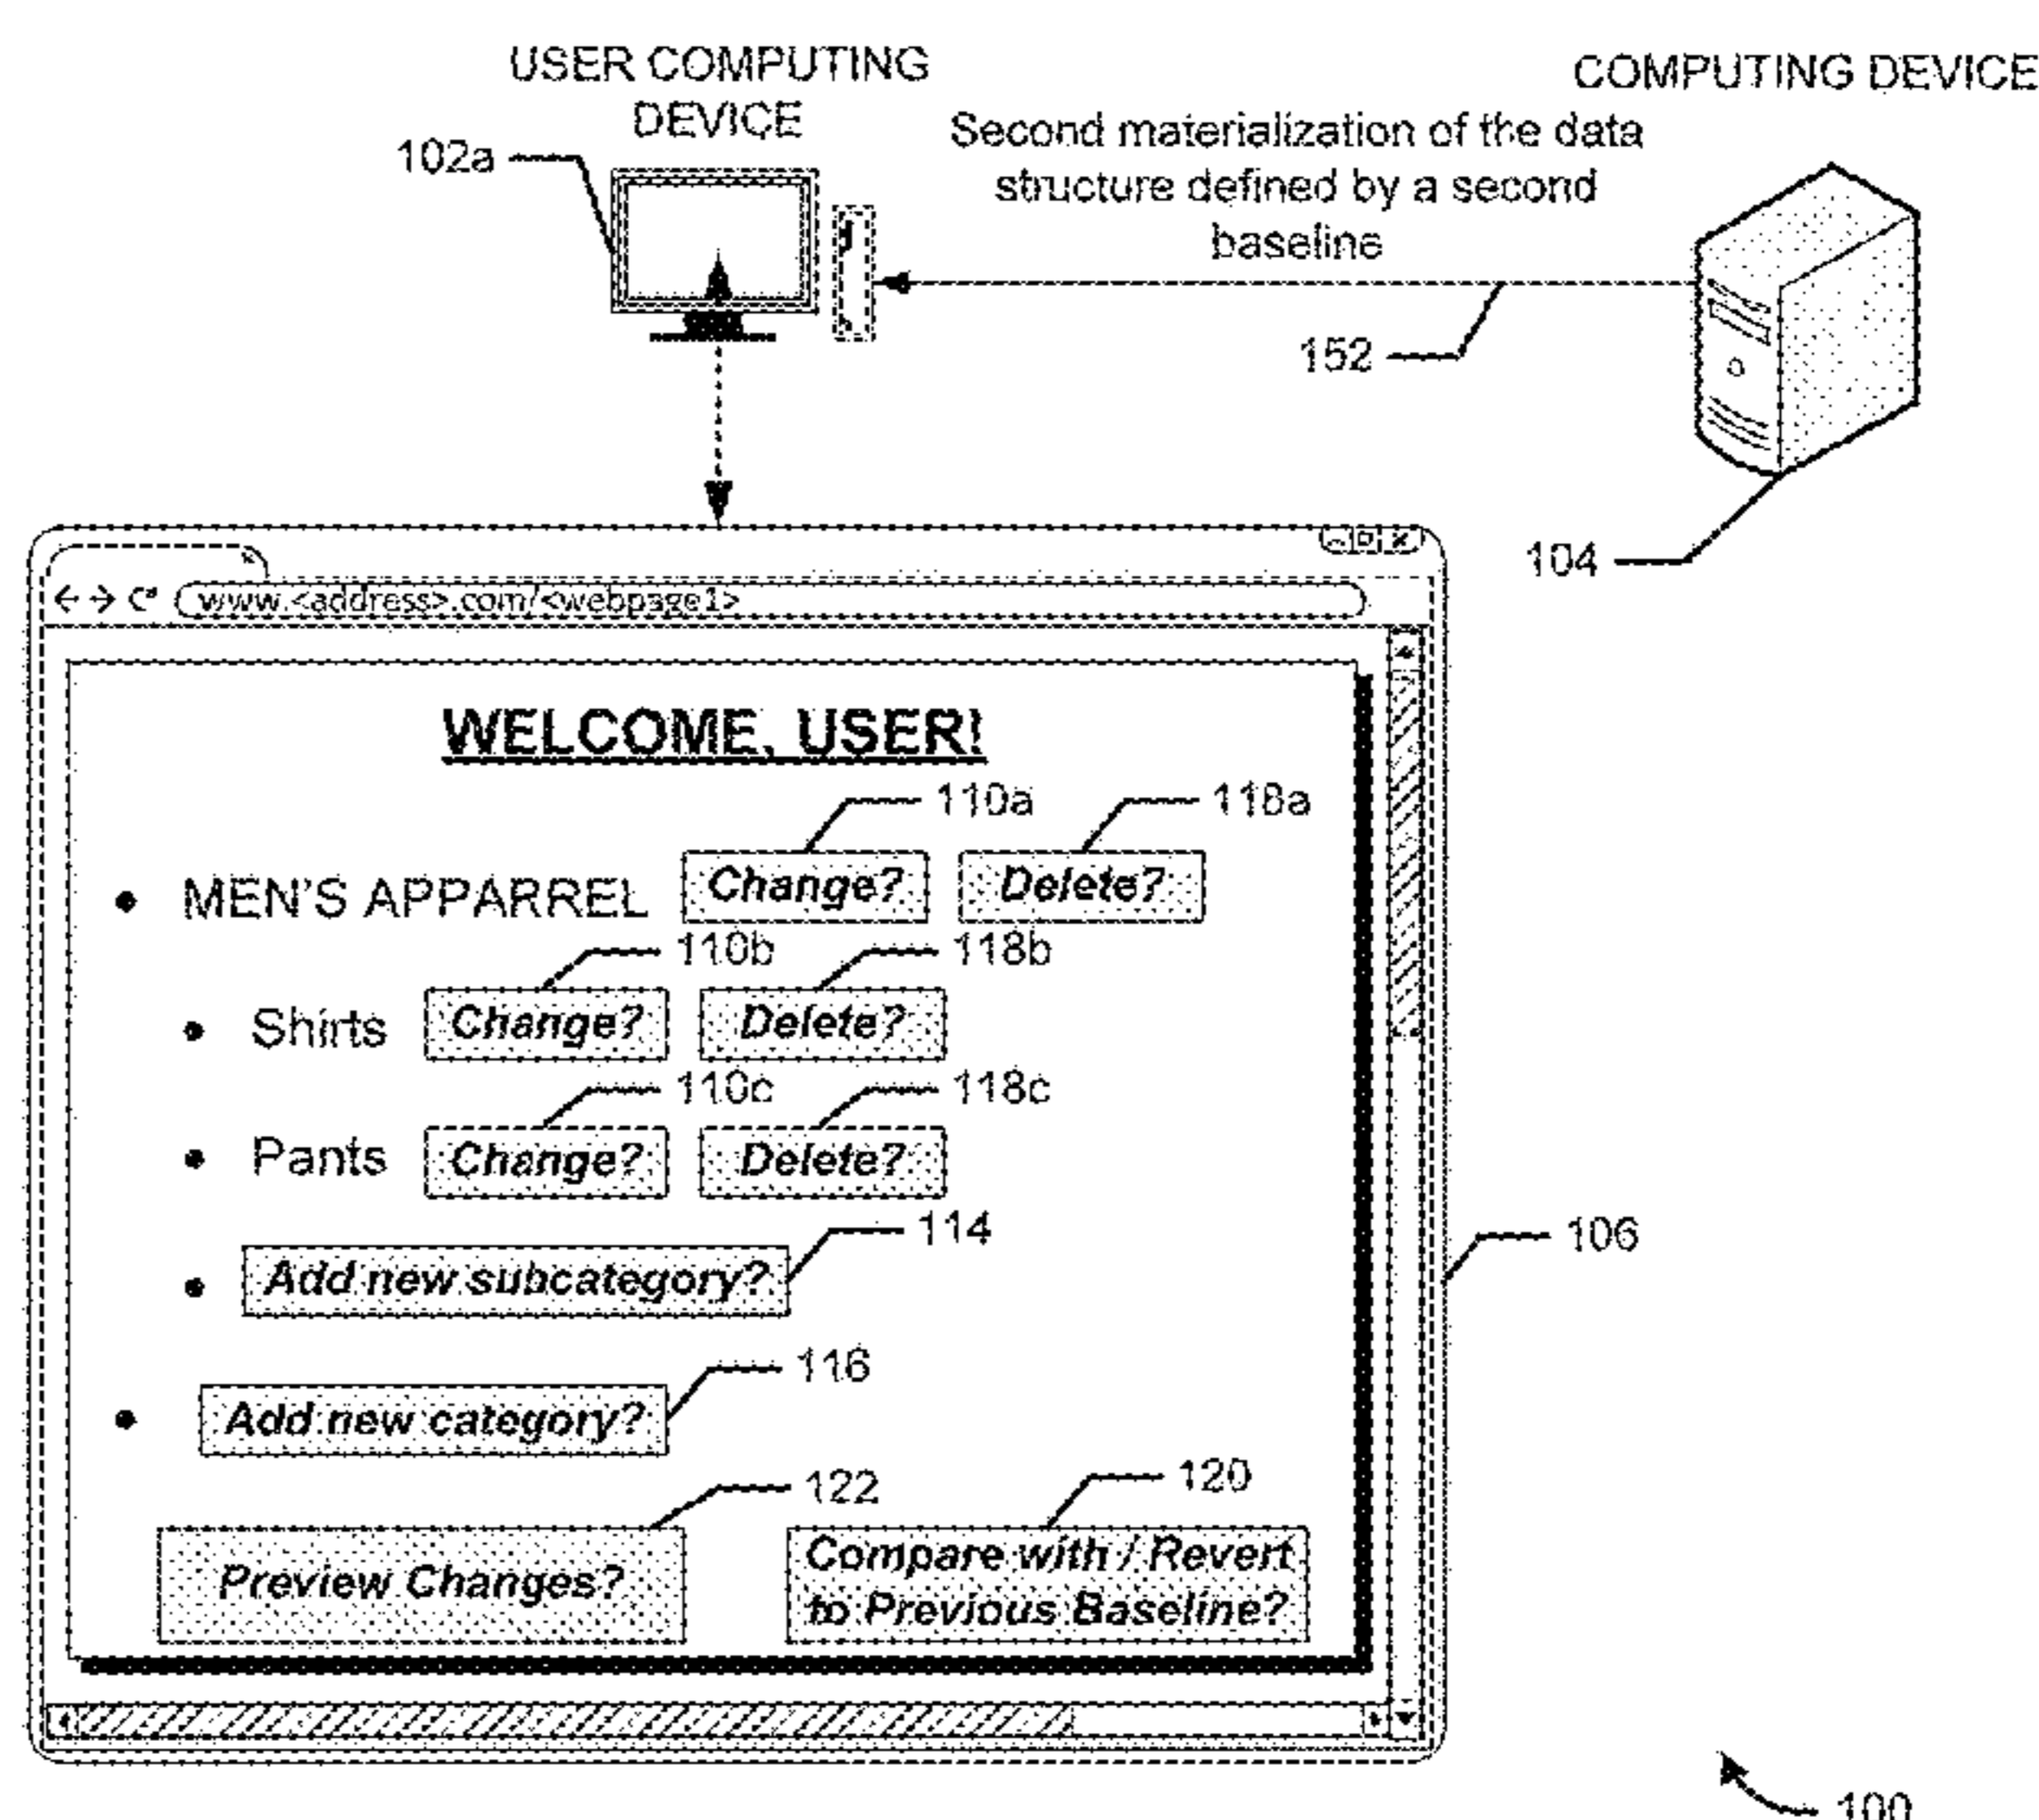 USER COMPUTING
DEVICE
COMPUTING DEVICE
102a
Second materialization of the data
structure defined by a second
baseline
152
104
www.<address>.com/<webpage1>
WELCOME, USER!
110a
118a
MEN'S APPARREL
Change?
Delete?
110b
118b
Shirts
Change?
Delete?
110c
118c
Pants
Change?
Delete?
114
Add new subcategory?
106
116
Add new category?
122
120
Preview Changes?
Compare with / Revert
to Previous Baseline?
100